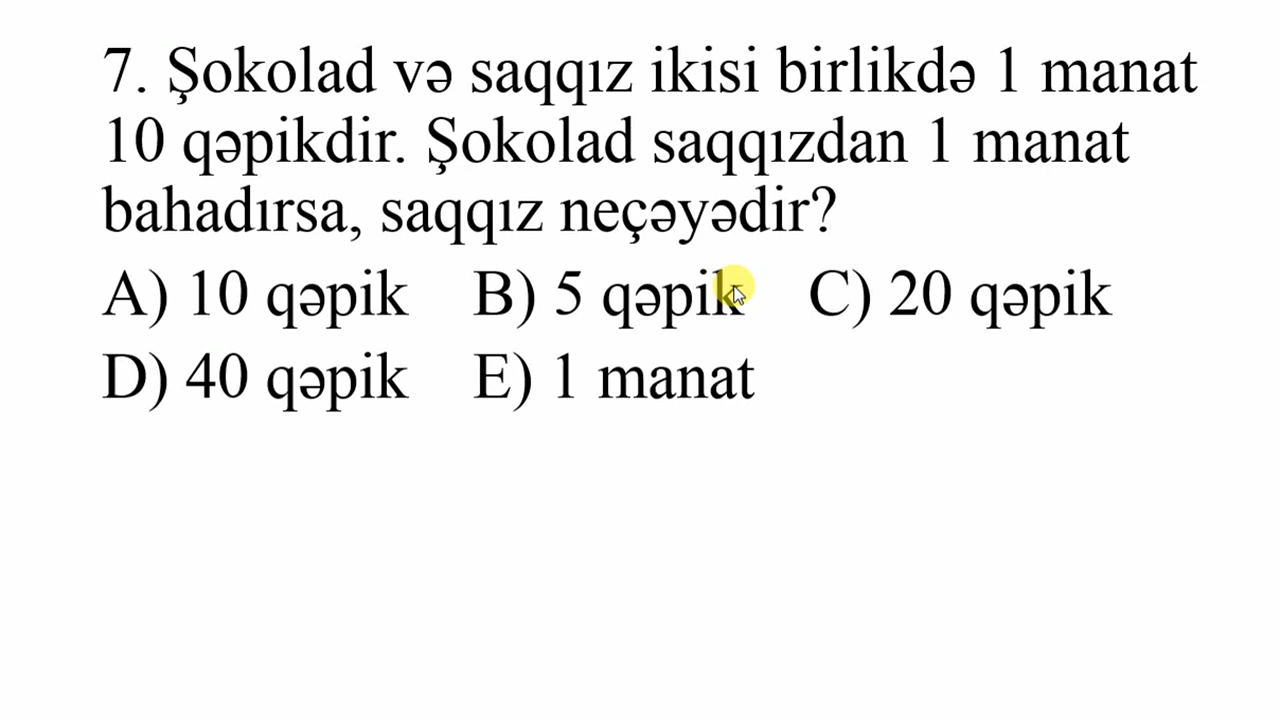 7. Şokolad və saqqız ikisi birlikdə 1 manat
10 qəpikdir. Şokolad saqqızdan 1 manat
bahadırsa, saqqız neçəyədir?
A) 10 qəpik B) 5 qəpik C) 20 qəpik
D) 40 qəpik E) 1 manat